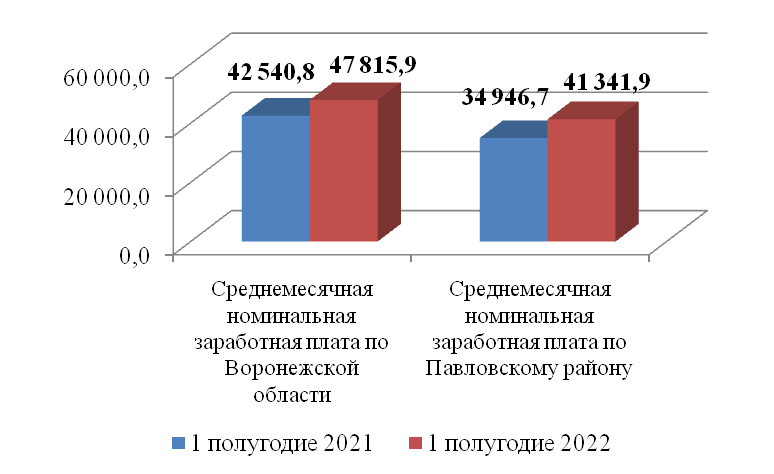 42 540,8
47 815,9
34 946,7
41 341,9
60 000,0
40 000,0
20 000,0
0,0
Среднемесячная
номинальная
заработная плата по
Воронежской
области
Среднемесячная
номинальная
заработная плата по
Павловскому району
1 полугодие 2021
1 полугодие 2022